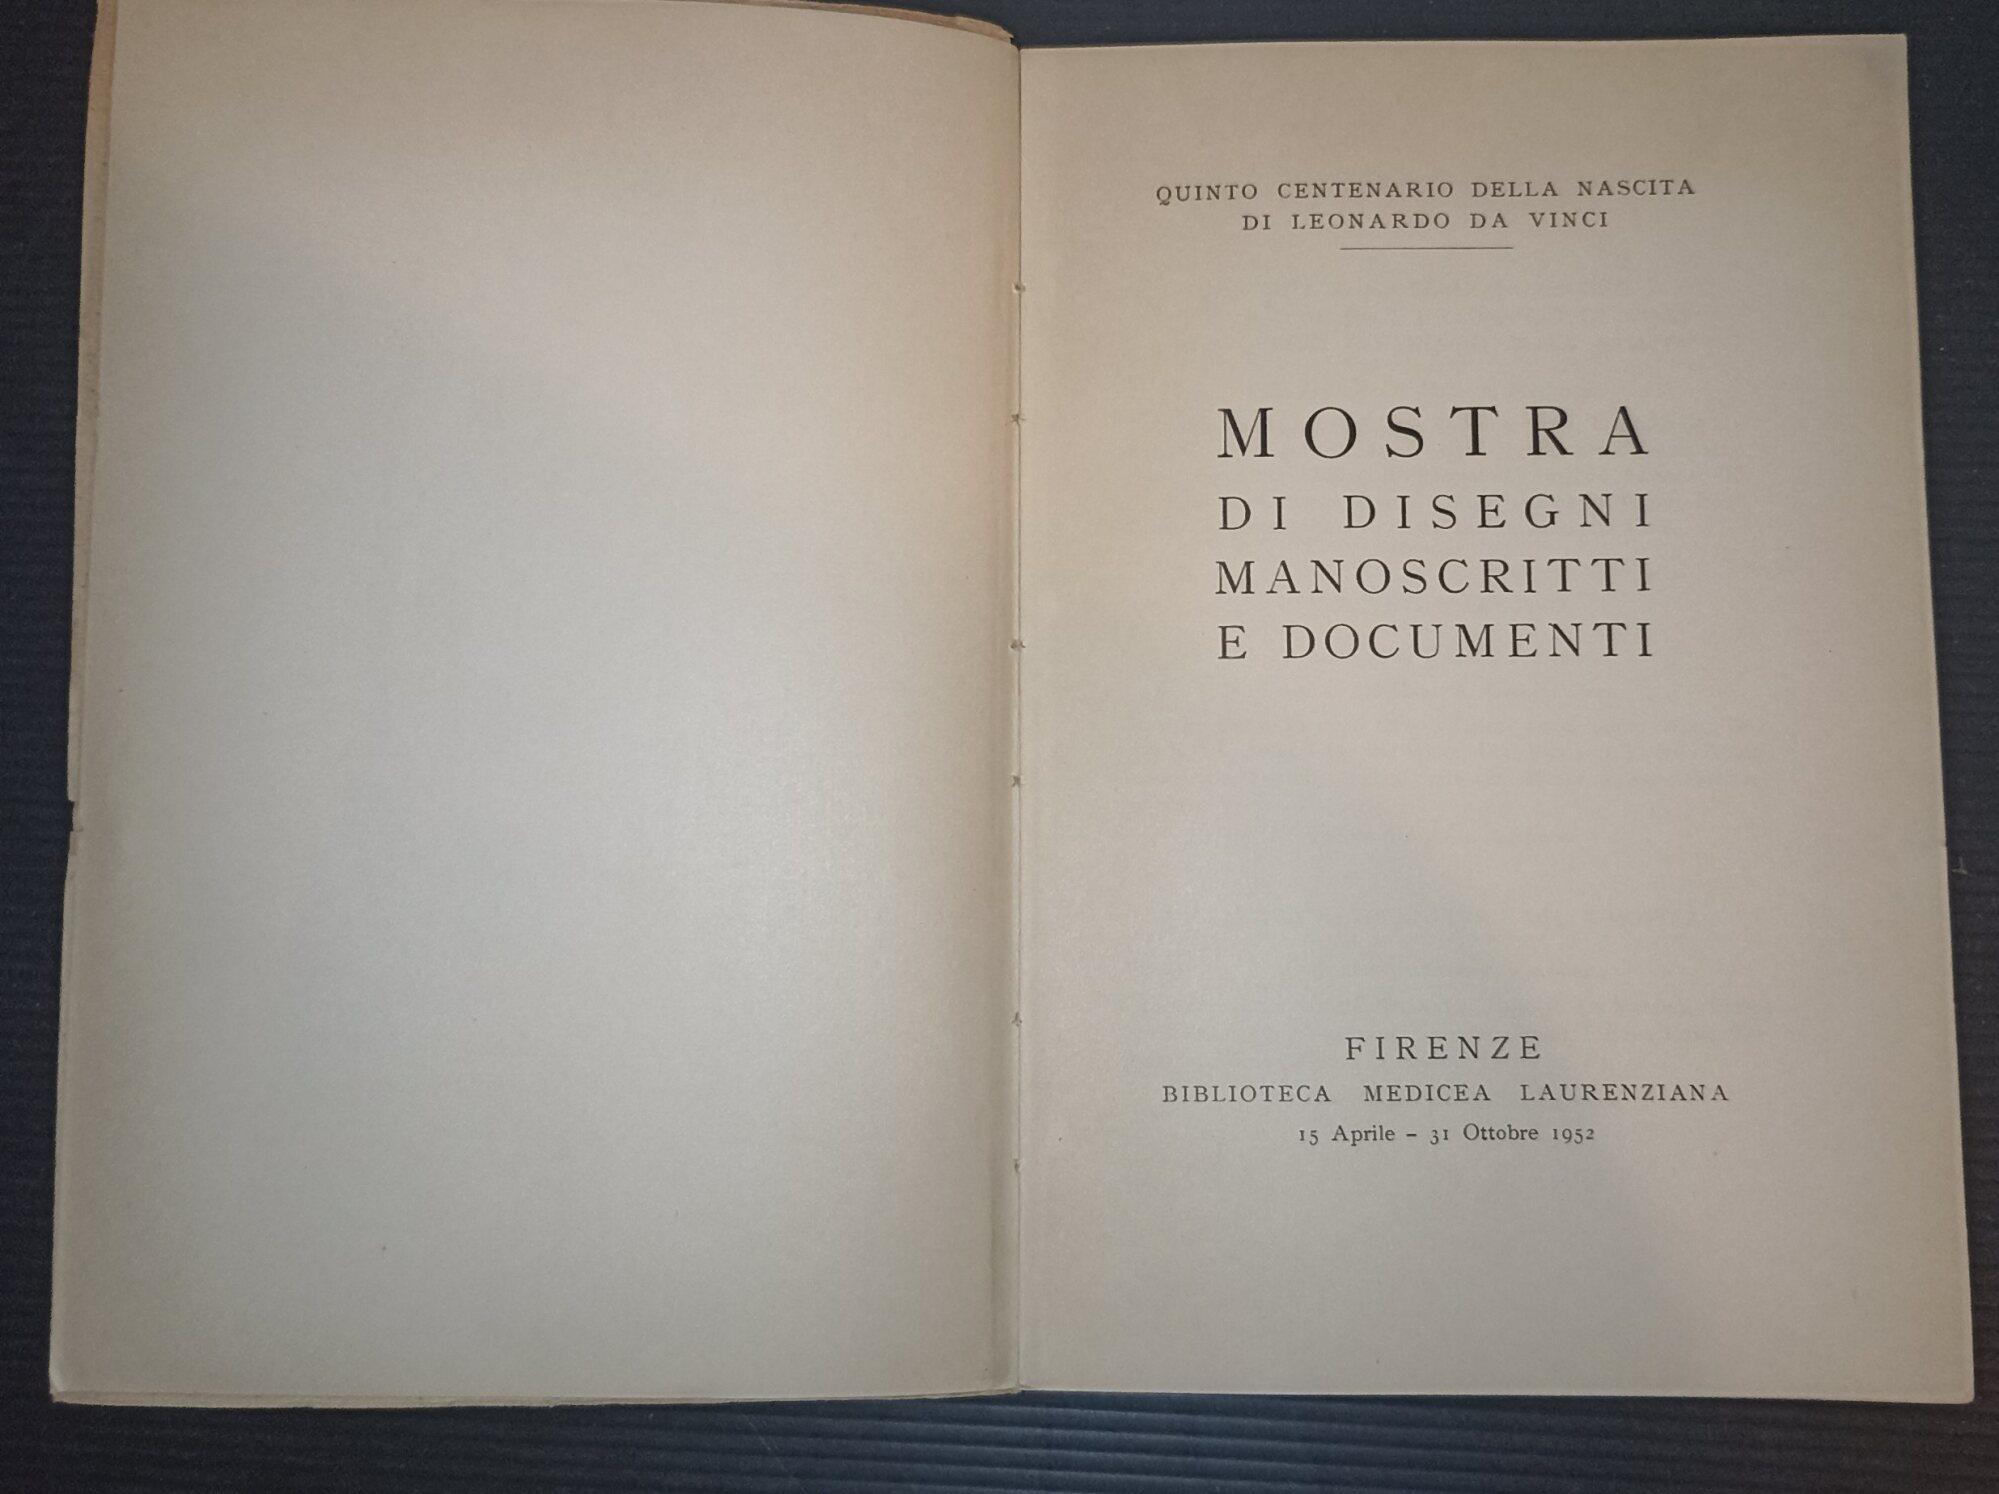 QUINTO CENTENARIO DELLA NASCITA
DI LEONARDO DA VINCI
MOSTRA
DI DISEGNI
MANOSCRITTI
E DOCUMENTI
FIRENZE
BIBLIOTECA MEDICEA LAURENZIANA
15 Aprile – 31 Ottobre 1952